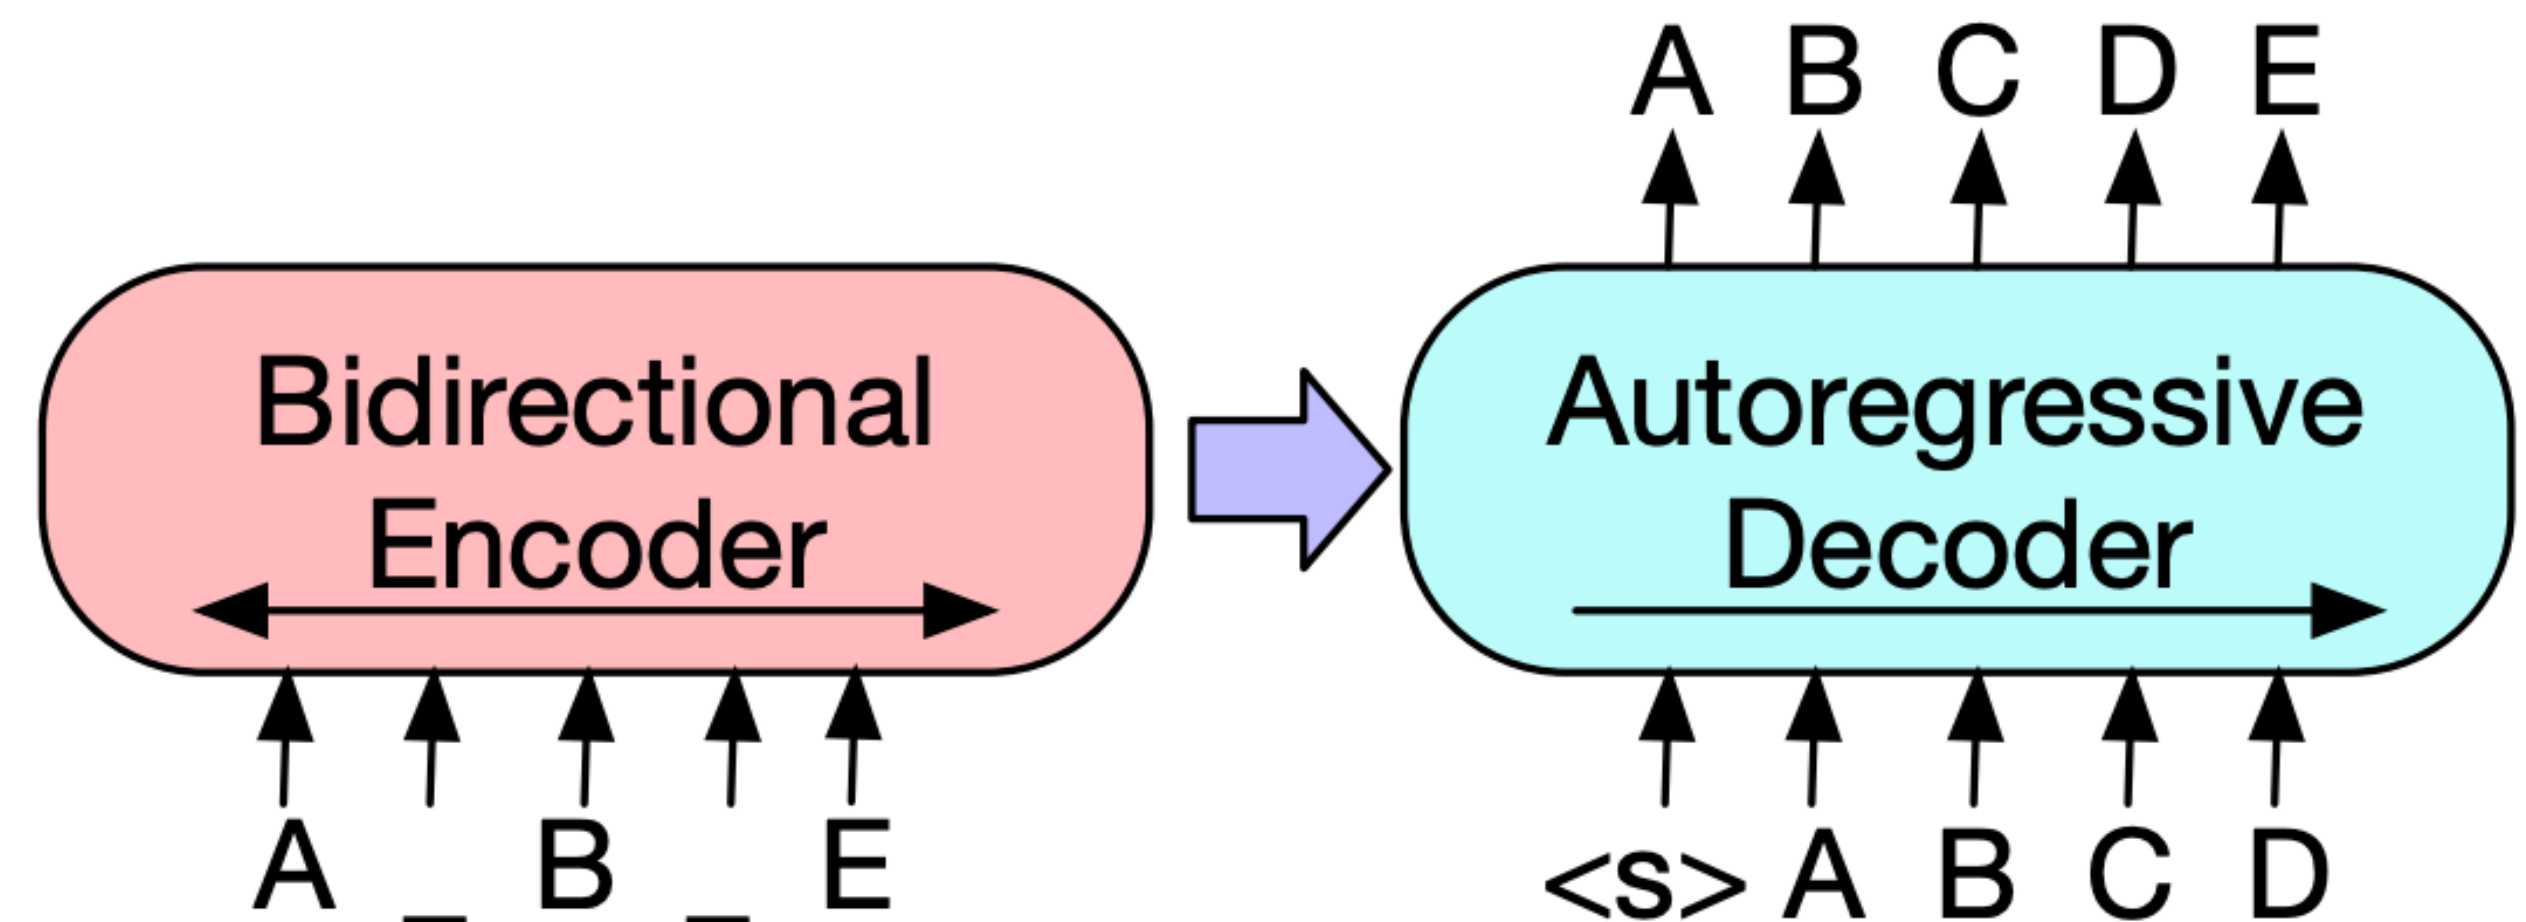 A B C D E
Bidirectional
Encoder
Autoregressive
Decoder
A _ B _ E
<s> A B C D